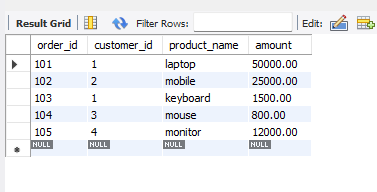 Result Grid Filter Rows: Edit:
order_id customer_id product_name amount
101 1 laptop 50000.00
102 2 mobile 25000.00
103 1 keyboard 1500.00
104 3 mouse 800.00
105 4 monitor 12000.00
NULL NULL NULL NULL